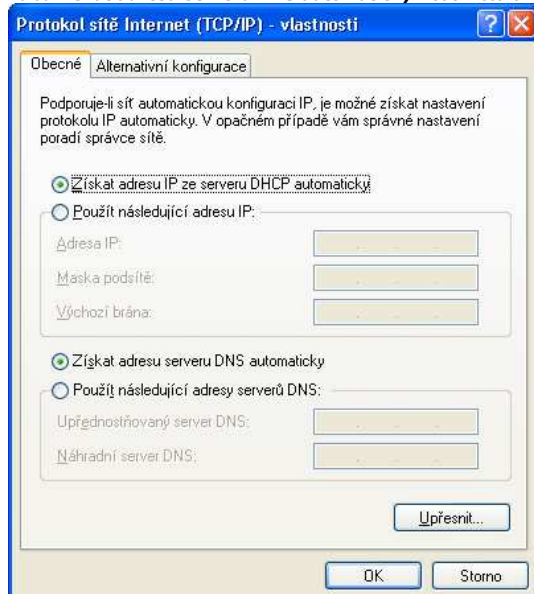 Protokol sítě Internet (TCP/IP) - vlastnosti
Obecné
Alternativní konfigurace
Podporuje-li síť automatickou konfiguraci IP, je možné získat nastavení
protokolu IP automaticky. V opačném případě vám správné nastavení
poradí správce sítě.
Získat adresu IP ze serveru DHCP automaticky
Použít následující adresu IP:
Adresa IP:
Maska podsítě:
Výchozí brána:
Získat adresu serveru DNS automaticky
Použít následující adresy serverů DNS:
Upřednostňovaný server DNS:
Náhradní server DNS:
Upřesnit...
OK
Storno